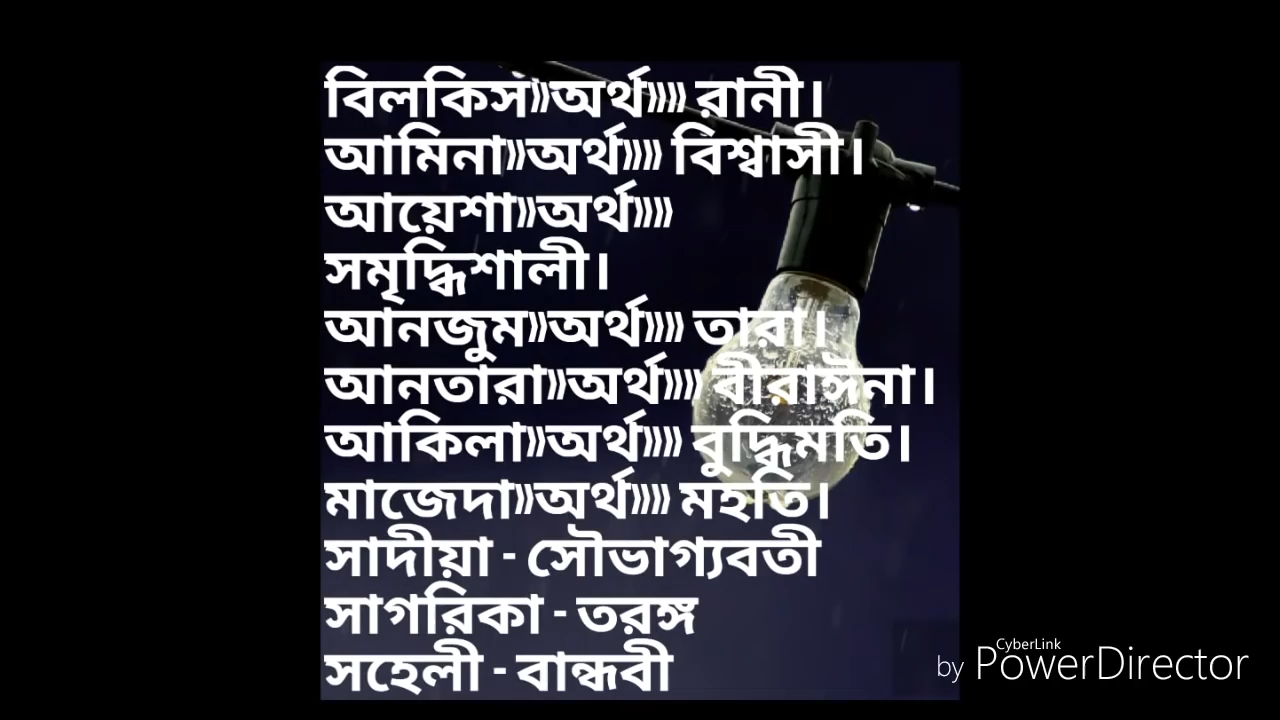 বিলকিস»অর্থ»» রানী।
আমিনা»অর্থ»» বিশ্বাসী।
আয়েশা»অর্থ»»
সমৃদ্ধিশালী।
আনজুম»অর্থ»» তারা।
আনতারা»অর্থ»» বীরাঈনা।
আকিলা»অর্থ»» বুদ্ধিমতি।
মাজেদা»অর্থ»» মহতি।
সাদীয়া - সৌভাগ্যবতী
সাগরিকা - তরঙ্গ
সহেলী - বান্ধবী
CyberLink
by PowerDirector